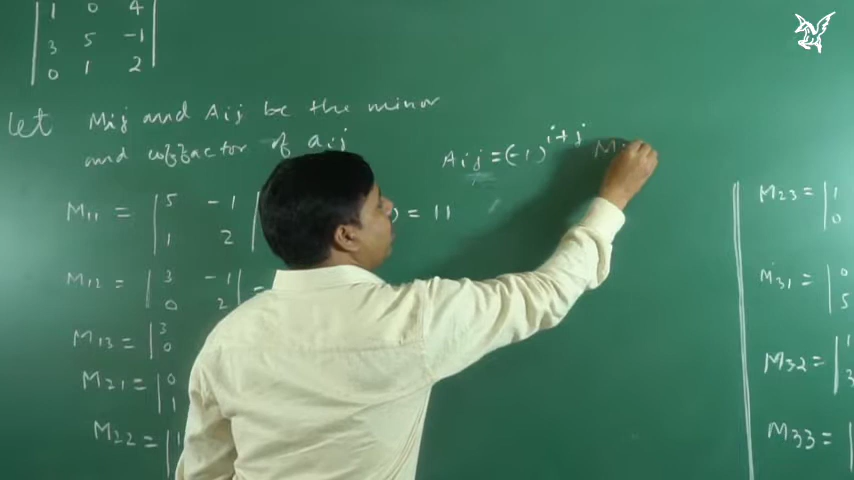 1 0 4
3 5 -1
0 1 2
let Mij and Aij be the minor
and cofactor of aij
Aij = (-1)^i+j M
M11 = | 5 -1 = 11
1 2 |
M12 = | 3 -1 =
0 2 |
M13 = | 3
0
M21 = | 0
1
M22 = | 1
M23 = | 1
0
M31 = | 0
5
M32 = | 1
3
M33 = |